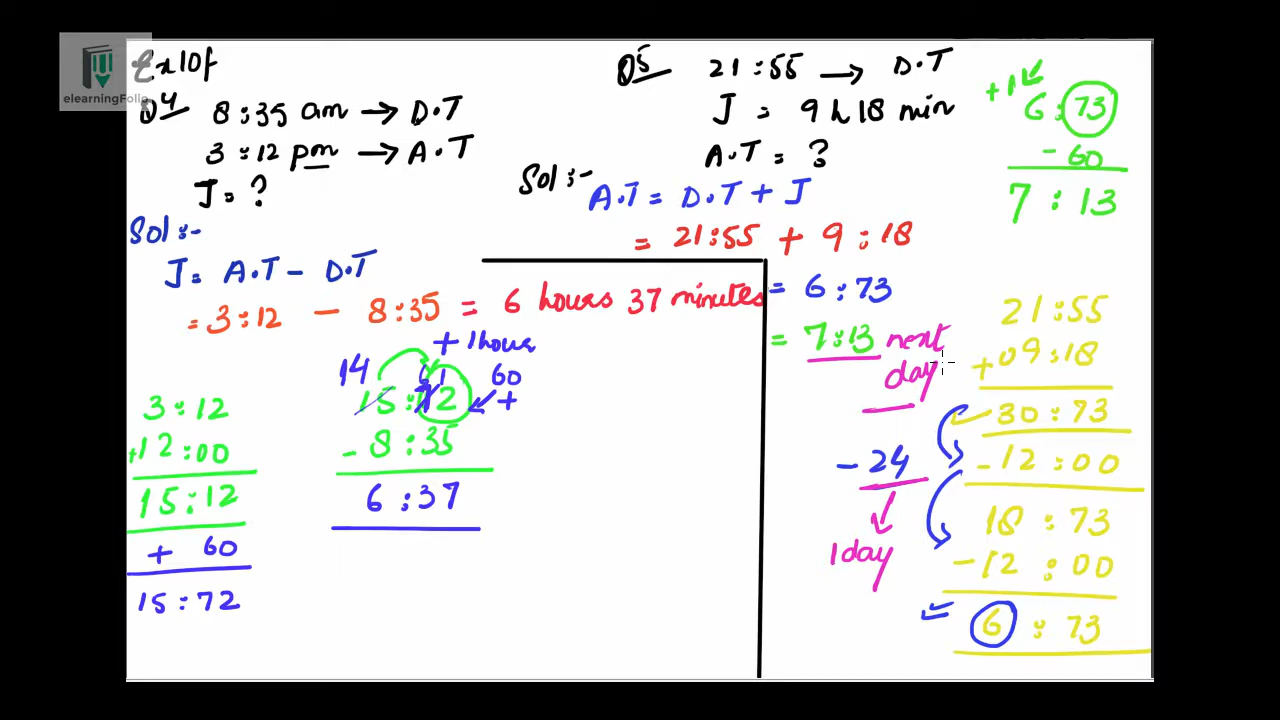 elearningFolio
Ex 10f
Q4 8:35 am → D.T
3:12 pm → A.T
J = ?
Sol:-
J = A.T - D.T
= 3:12 - 8:35 = 6 hours 37 minutes
+ 1 hour
14 60
15:12 +
- 8:35
6:37
3:12
+12:00
15:12
+ 60
15:72
Q5 21:55 → D.T
J = 9 h 18 min
A.T = ?
Sol:-
A.T = D.T + J
= 21:55 + 9:18
= 6:73
= 7:13 next
day
- 24
1 day
+1
6:73
- 60
7:13
21:55
+ 09:18
30:73
- 12:00
18:73
- 12:00
= 6:73